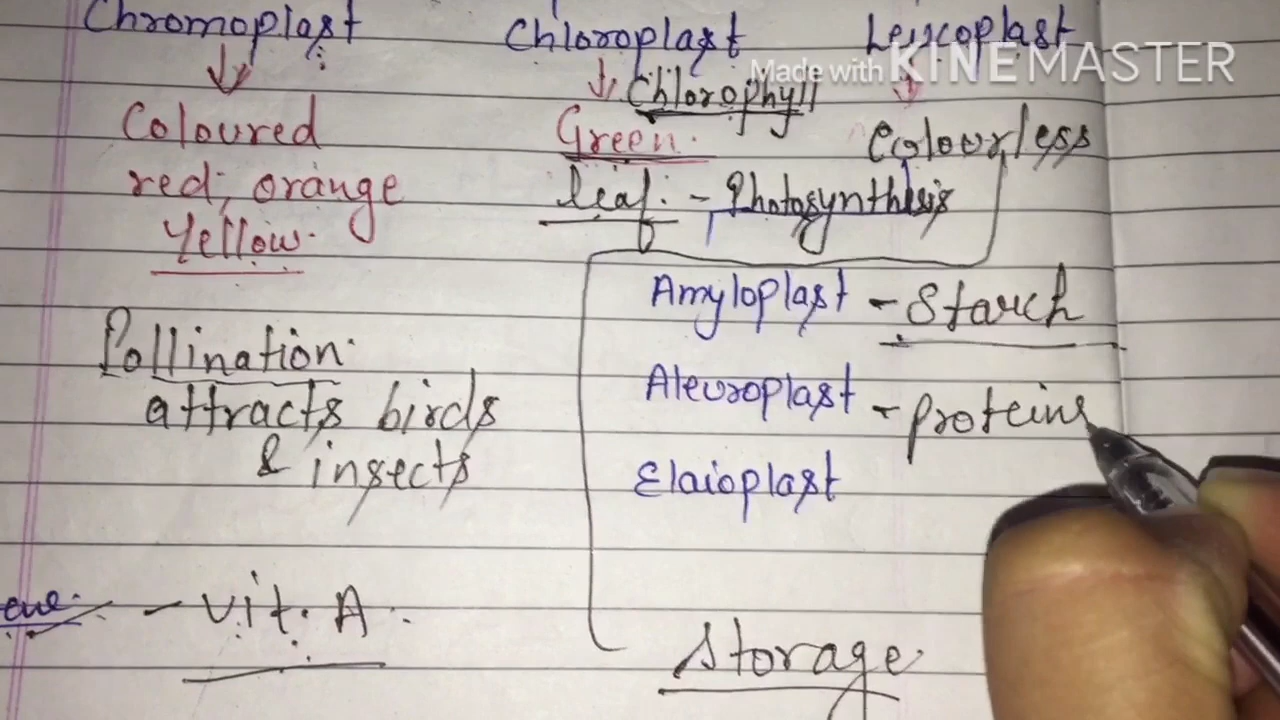 Chromoplast Chloroplast Leucoplast
Made with KINEMASTER
Chlorophyll
Coloured Green. Colourless
red, orange leaf. - Photosynthesis
Yellow.
Amyloplast - Starch
Pollination.
attracts birds Aleuroplast - proteins
& insects Elaioplast
- Vit. A.
Storage